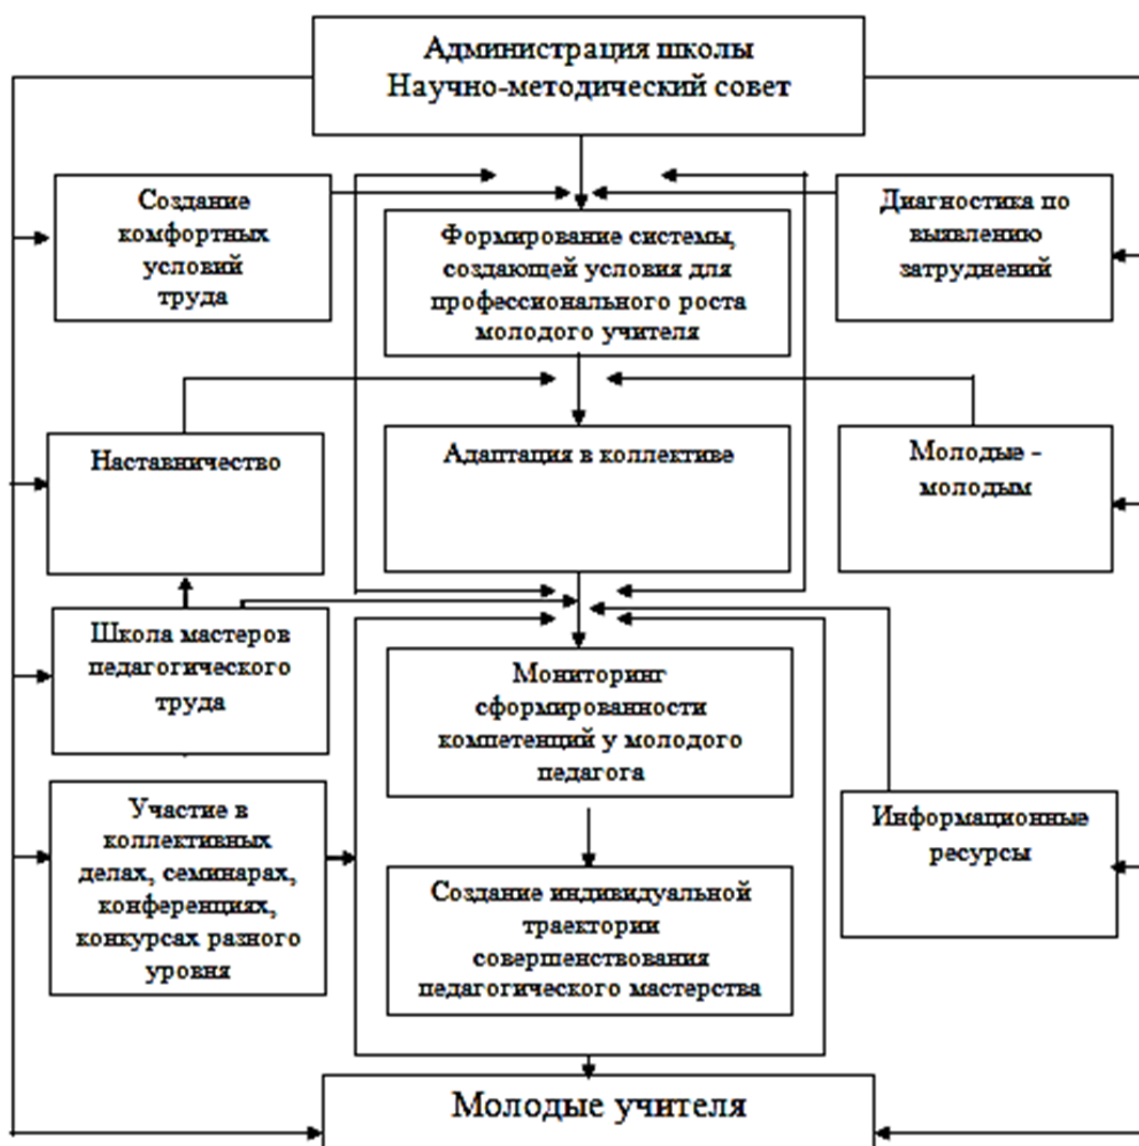 Администрация школы
Научно-методический совет
Создание
комфортных
условий
труда
Формирование системы,
создающей условия для
профессионального роста
молодого учителя
Диагностика по
выявлению
затруднений
Наставничество
Адаптация в коллективе
Молодые -
молодым
Школа мастеров
педагогического
труда
Мониторинг
сформированности
компетенций у молодого
педагога
Участие в
коллективных
делах, семинарах,
конференциях,
конкурсах разного
уровня
Создание индивидуальной
траектории
совершенствования
педагогического мастерства
Информационные
ресурсы
Молодые учителя